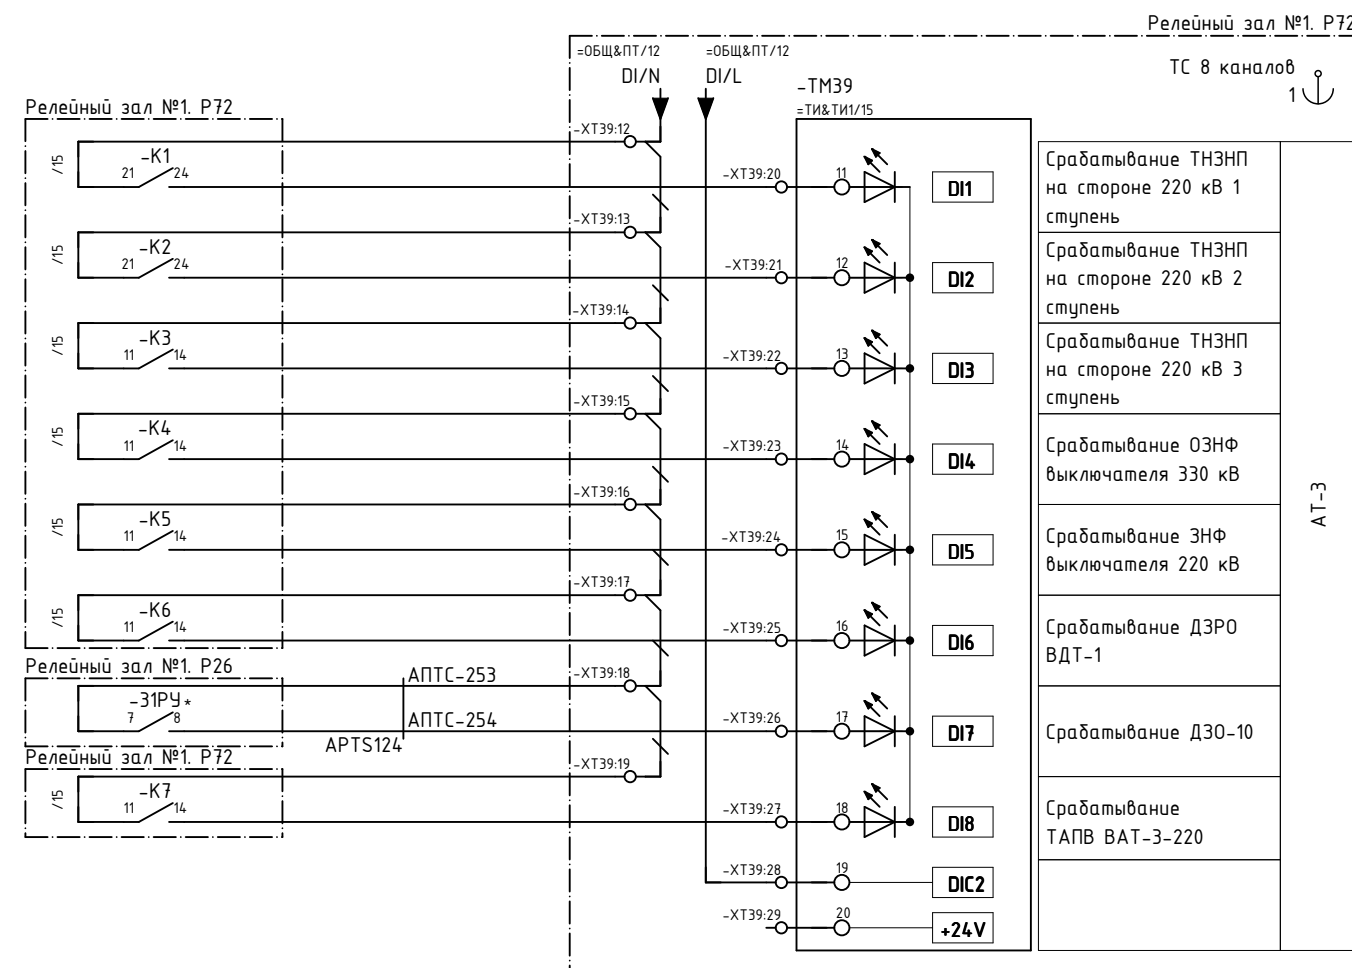 Релейный зал №1. Р72
=ОБЩ&ПТ/12
=ОБЩ&ПТ/12
DI/N
DI/L
ТС 8 каналов
1
-ТМ39
=ТИ&ТИ1/15
Релейный зал №1. Р72
/15
-К1
21
24
-ХТ39:12
-ХТ39:20
11
DI1
Срабатывание ТНЗНП
на стороне 220 кВ 1
ступень
/15
-К2
21
24
-ХТ39:13
-ХТ39:21
12
DI2
Срабатывание ТНЗНП
на стороне 220 кВ 2
ступень
/15
-К3
11
14
-ХТ39:14
-ХТ39:22
13
DI3
Срабатывание ТНЗНП
на стороне 220 кВ 3
ступень
/15
-К4
11
14
-ХТ39:15
-ХТ39:23
14
DI4
Срабатывание ОЗНФ
выключателя 330 кВ
/15
-К5
11
14
-ХТ39:16
-ХТ39:24
15
DI5
Срабатывание ЗНФ
выключателя 220 кВ
АТ-3
/15
-К6
11
14
-ХТ39:17
-ХТ39:25
16
DI6
Срабатывание ДЗРО
ВДТ-1
Релейный зал №1. Р26
-31РУ*
7
8
АПТС-253
АПТС-254
APTS124
-ХТ39:18
-ХТ39:26
17
DI7
Срабатывание ДЗО-10
Релейный зал №1. Р72
/15
-К7
11
14
-ХТ39:19
-ХТ39:27
18
DI8
Срабатывание
ТАПВ ВАТ-3-220
-ХТ39:28
19
DIC2
-ХТ39:29
20
+24V